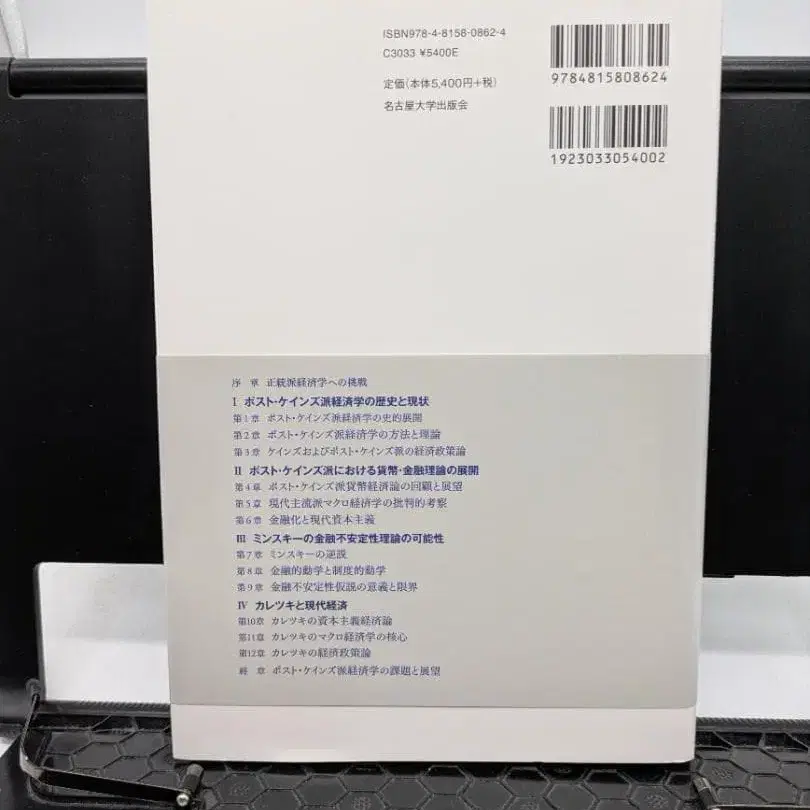 ISBN978-4-8158-0862-4
C3033 ¥5400E
定価(本体5,400円+税)
名古屋大学出版会
9784815808624
1923033054002
序 章 正統派経済学への挑戦
Ⅰ ポスト・ケインズ派経済学の歴史と現状
第1章 ポスト・ケインズ派経済学の史的展開
第2章 ポスト・ケインズ派経済学の方法と理論
第3章 ケインズおよびポスト・ケインズ派の経済政策論
Ⅱ ポスト・ケインズ派における貨幣・金融理論の展開
第4章 ポスト・ケインズ派貨幣経済論の回顧と展望
第5章 現代主流派マクロ経済学の批判的考察
第6章 金融化と現代資本主義
Ⅲ ミンスキーの金融不安定性理論の可能性
第7章 ミンスキーの逆説
第8章 金融的動学と制度的動学
第9章 金融不安定性仮説の意義と限界
Ⅳ カレツキと現代経済
第10章 カレツキの資本主義経済論
第11章 カレツキのマクロ経済学の核心
第12章 カレツキの経済政策論
終 章 ポスト・ケインズ派経済学の課題と展望